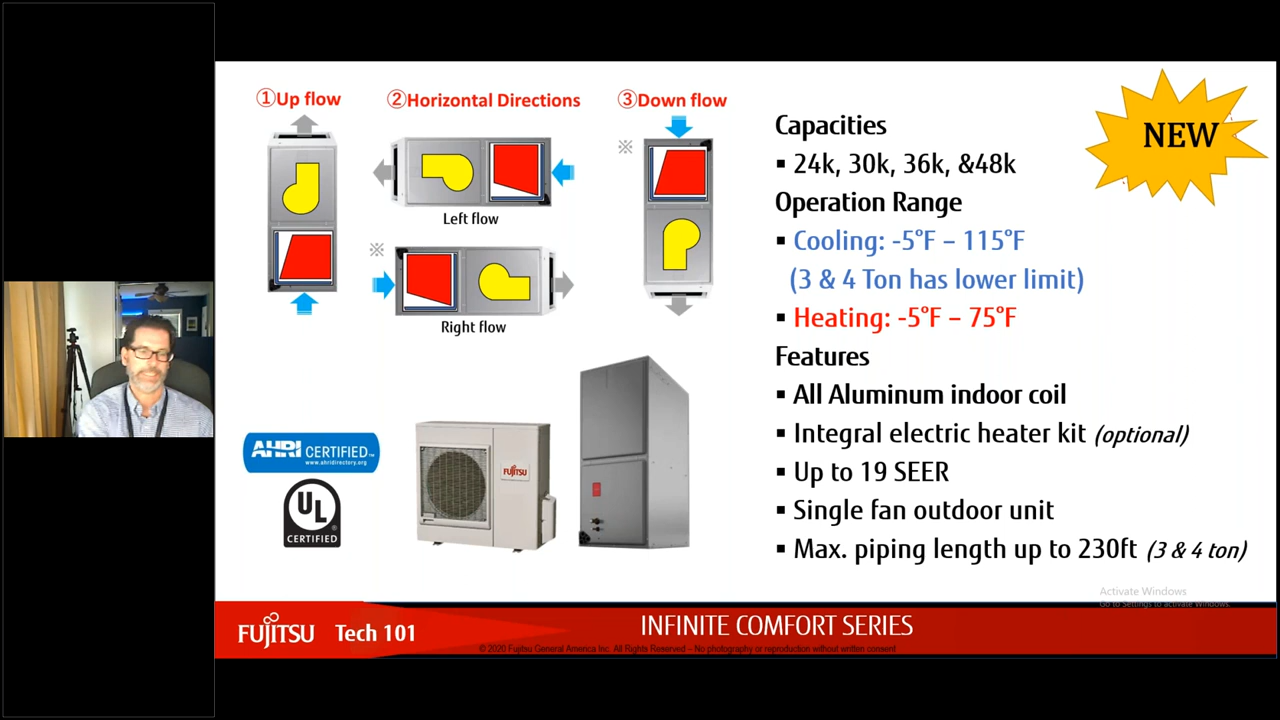 ①Up flow
②Horizontal Directions
③Down flow
※
Left flow
※
Right flow
NEW
Capacities
▪ 24k, 30k, 36k, &48k
Operation Range
▪ Cooling: -5°F – 115°F
(3 & 4 Ton has lower limit)
▪ Heating: -5°F – 75°F
Features
▪ All Aluminum indoor coil
▪ Integral electric heater kit (optional)
▪ Up to 19 SEER
▪ Single fan outdoor unit
▪ Max. piping length up to 230ft (3 & 4 ton)
AHRI CERTIFIED™
www.ahridirectory.org
UL
®
CERTIFIED
FUJITSU
Activate Windows
Go to Settings to activate Windows.
FUJITSU Tech 101
INFINITE COMFORT SERIES
© 2020 Fujitsu General America Inc. All Rights Reserved – No photography or reproduction without written consent